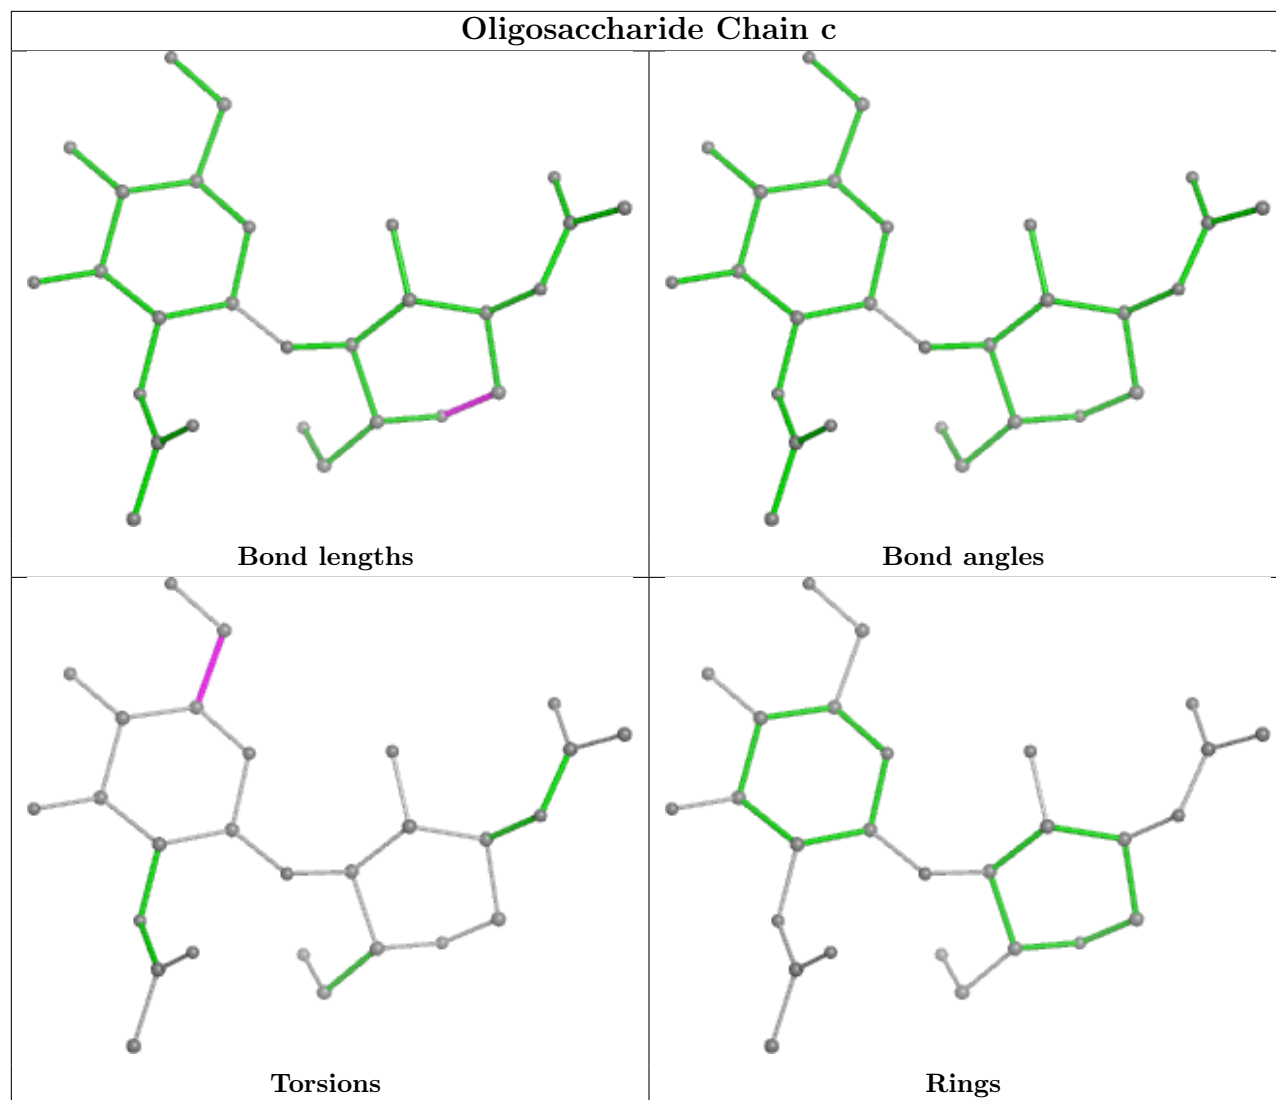 Oligosaccharide Chain c
Bond lengths
Bond angles
Torsions
Rings